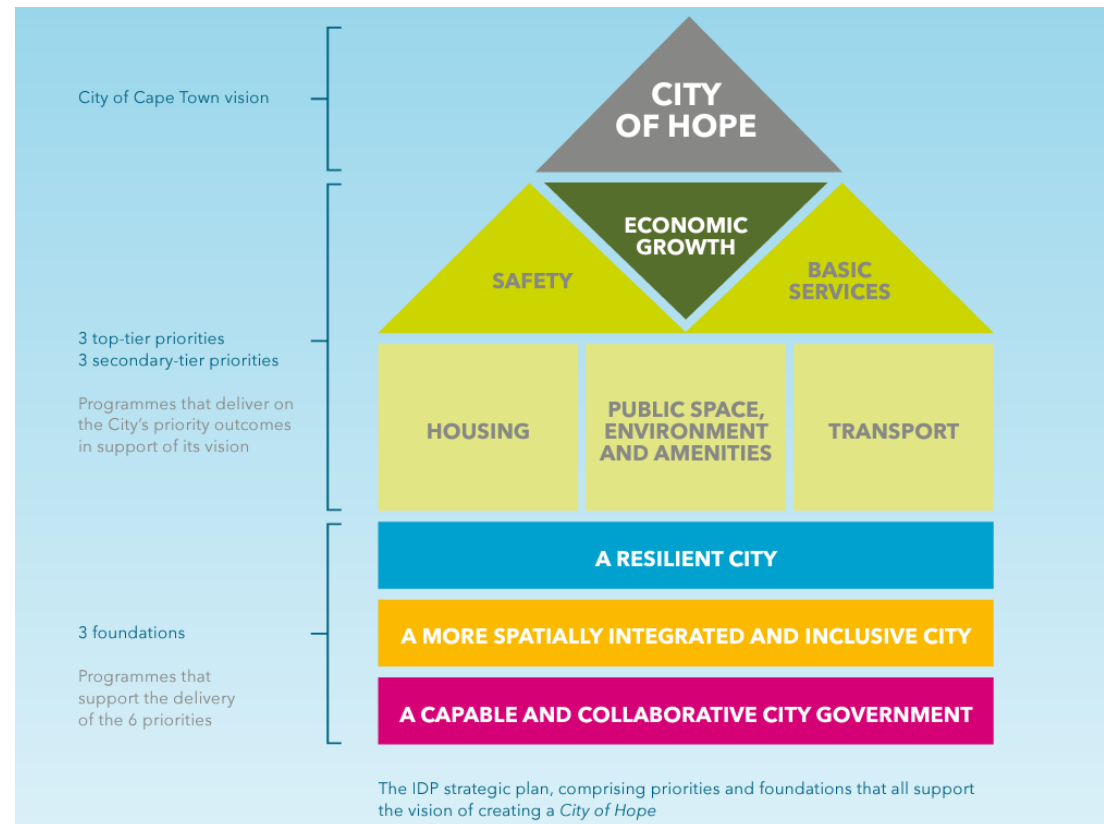 City of Cape Town vision
CITY
OF HOPE
ECONOMIC
GROWTH
SAFETY
BASIC
SERVICES
3 top-tier priorities
3 secondary-tier priorities
Programmes that deliver on
the City's priority outcomes
in support of its vision
HOUSING
PUBLIC SPACE,
ENVIRONMENT
AND AMENITIES
TRANSPORT
A RESILIENT CITY
3 foundations
A MORE SPATIALLY INTEGRATED AND INCLUSIVE CITY
Programmes that
support the delivery
of the 6 priorities
A CAPABLE AND COLLABORATIVE CITY GOVERNMENT
The IDP strategic plan, comprising priorities and foundations that all support
the vision of creating a City of Hope